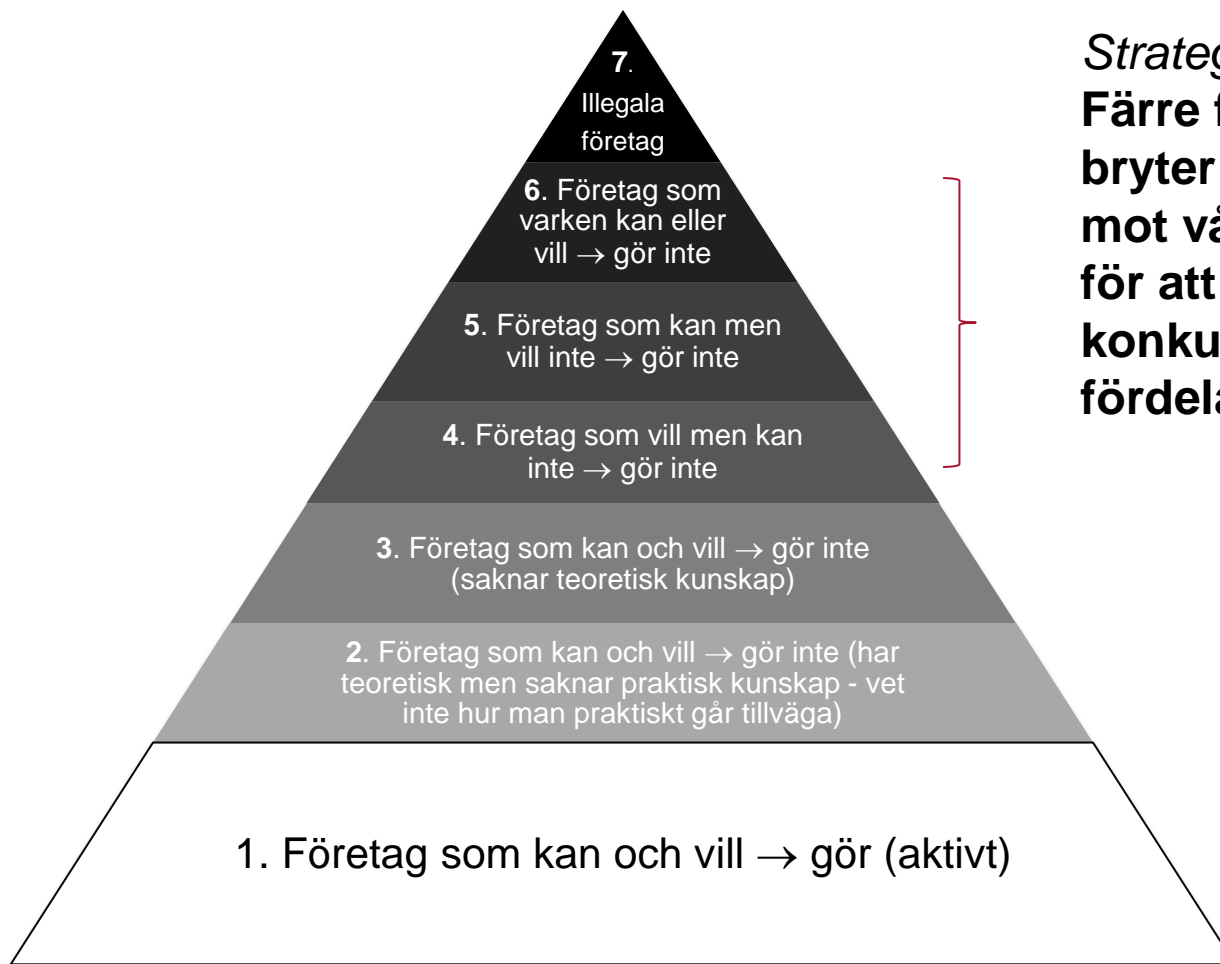 7.
Illegala
företag
6. Företag som
varken kan eller
vill → gör inte
5. Företag som kan men
vill inte → gör inte
4. Företag som vill men kan
inte → gör inte
3. Företag som kan och vill → gör inte
(saknar teoretisk kunskap)
2. Företag som kan och vill → gör inte (har
teoretisk men saknar praktisk kunskap - vet
inte hur man praktiskt går tillväga)
1. Företag som kan och vill → gör (aktivt)
Färre
bryter
mot
för att